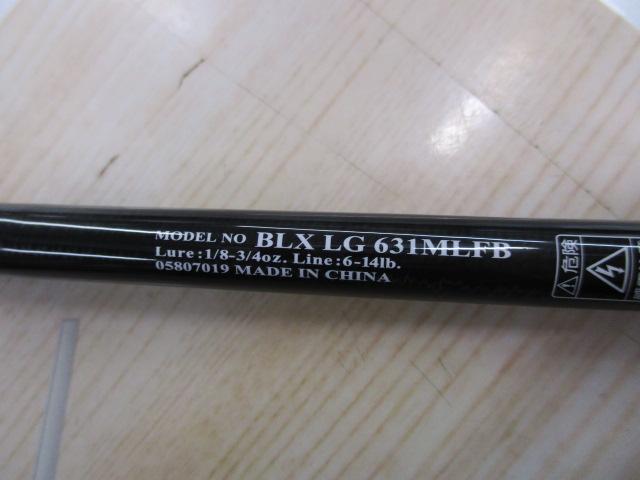 MODEL NO BLX LG 631MLFB
Lure:1/8-3/4oz. Line:6-14lb.
05807019 MADE IN CHINA
危険